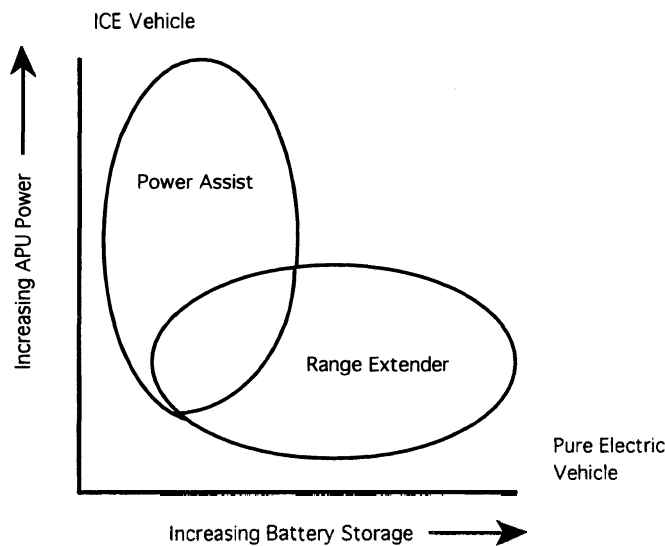 ICE Vehicle
Increasing APU Power
Power Assist
Range Extender
Pure Electric
Vehicle
Increasing Battery Storage